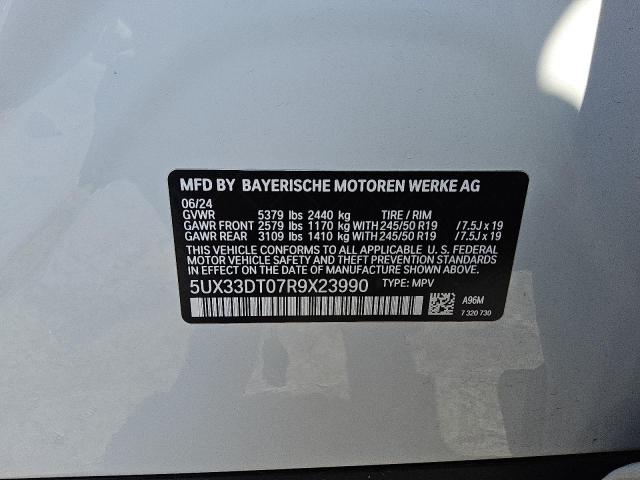 MFD BY BAYERISCHE MOTOREN WERKE AG
06/24
GVWR 5379 lbs 2440 kg TIRE / RIM
GAWR FRONT 2579 lbs 1170 kg WITH 245/50 R19 / 7.5J x 19
GAWR REAR 3109 lbs 1410 kg WITH 245/50 R19 / 7.5J x 19
THIS VEHICLE CONFORMS TO ALL APPLICABLE U.S. FEDERAL
MOTOR VEHICLE SAFETY AND THEFT PREVENTION STANDARDS
IN EFFECT ON THE DATE OF MANUFACTURE SHOWN ABOVE.
5UX33DT07R9X23990 TYPE: MPV
A96M
7 320 730